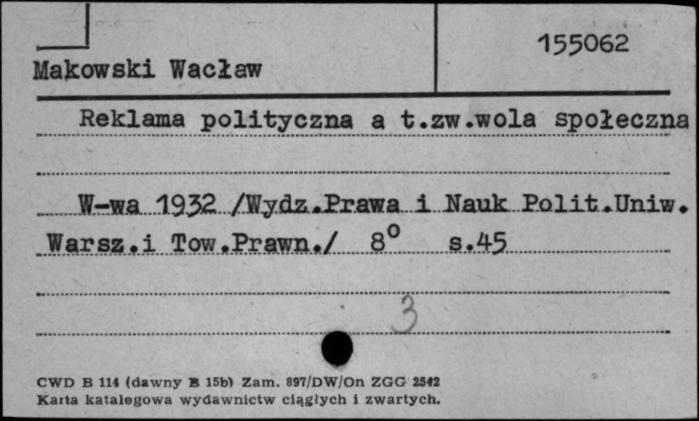 155062
Makowski Wacław
Reklama polityczna a t.zw.wola społeczna
W-wa 1932 /Wydz.Prawa i Nauk Polit.Uniw.
Warsz.i Tow.Prawn./ 8° s.45
3
CWD B 114 (dawny B 15b) Zam. 897/DW/On ZGG 2542
Karta katalogowa wydawnictw ciągłych i zwartych.